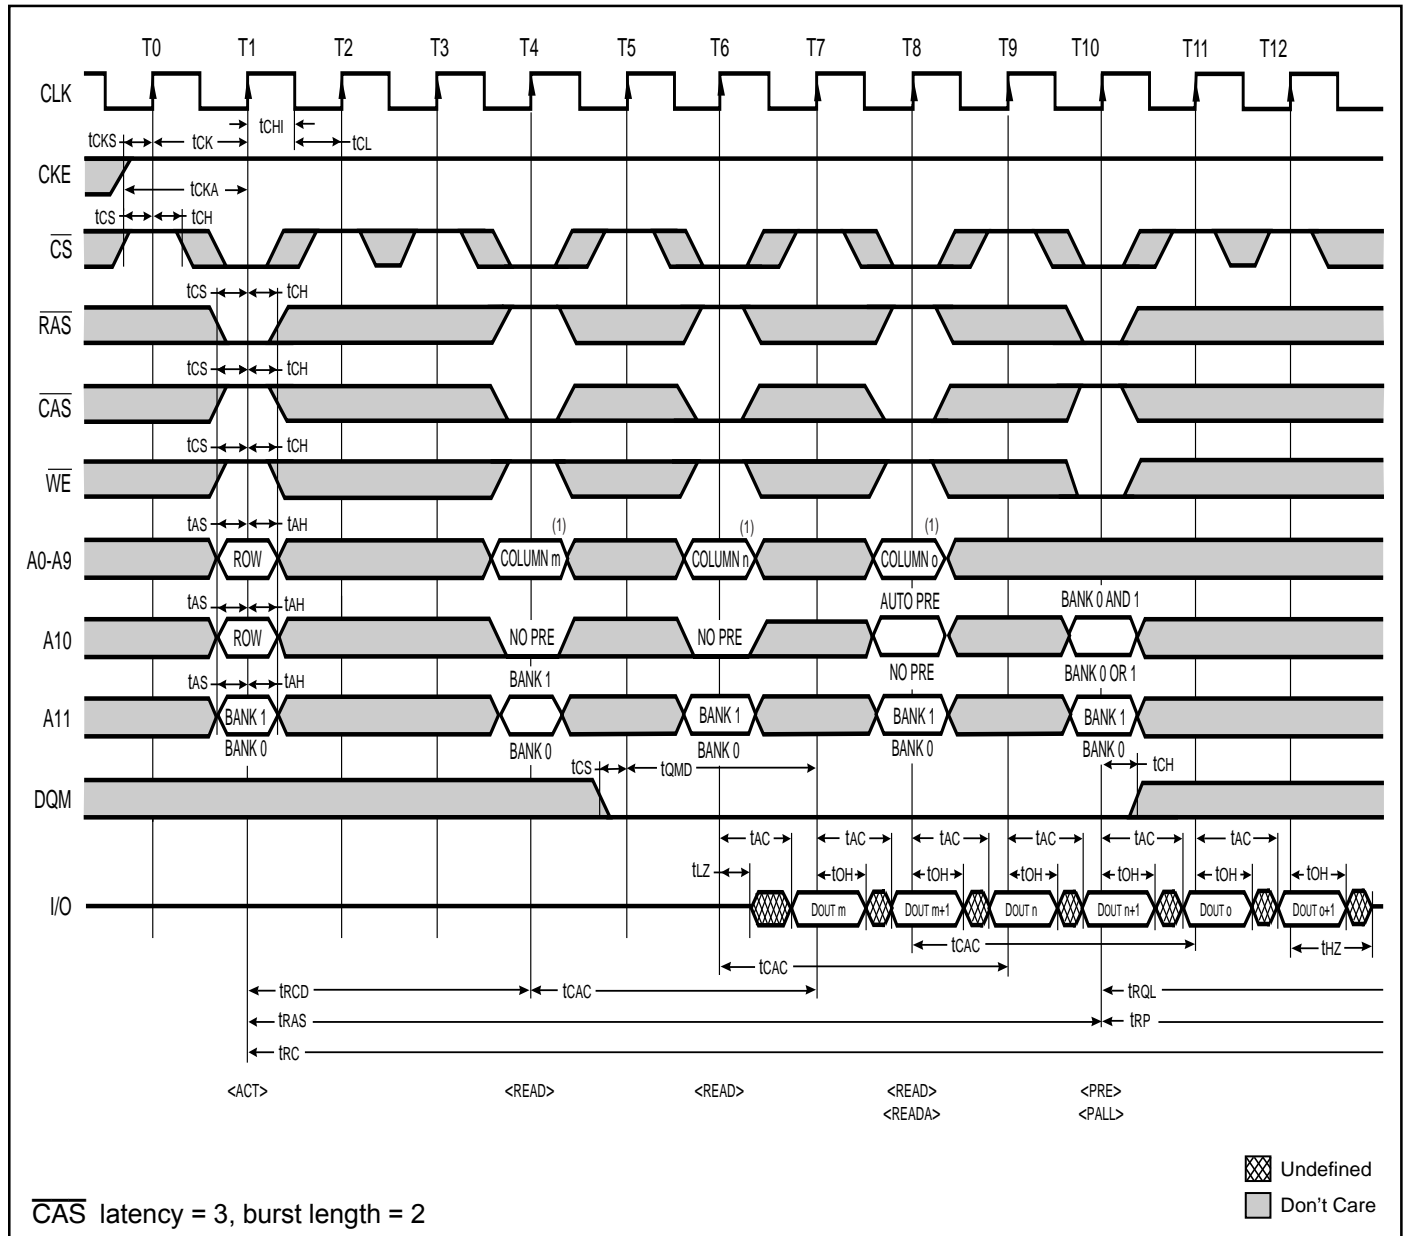 T0 T1 T2 T3 T4 T5 T6 T7 T8 T9 T10 T11 T12
CLK
tCHI
tCKS tCK tCL
CKE
tCKA
tCS tCH
CS
tCS tCH
RAS
tCS tCH
CAS
tCS tCH
WE
tAS tAH (1) (1) (1)
A0-A9 ROW COLUMN m COLUMN n COLUMN o
tAS tAH AUTO PRE BANK 0 AND 1
A10 ROW NO PRE NO PRE
tAS tAH BANK 1 NO PRE BANK 0 OR 1
A11 BANK 1 BANK 1 BANK 1 BANK 1
BANK 0 BANK 0 BANK 0 BANK 0 BANK 0
tCS tQMD tCH
DQM
tAC tAC tAC tAC tAC tAC
tLZ tOH tOH tOH tOH tOH tOH
I/O DOUT m DOUT m+1 DOUT n DOUT n+1 DOUT o DOUT o+1
tCAC tHZ
tCAC
tRCD tCAC tRQL
tRAS tRP
tRC
<ACT> <READ> <READ> <READ> <PRE>
<READA> <PALL>
Undefined
Don't Care
CAS latency = 3, burst length = 2